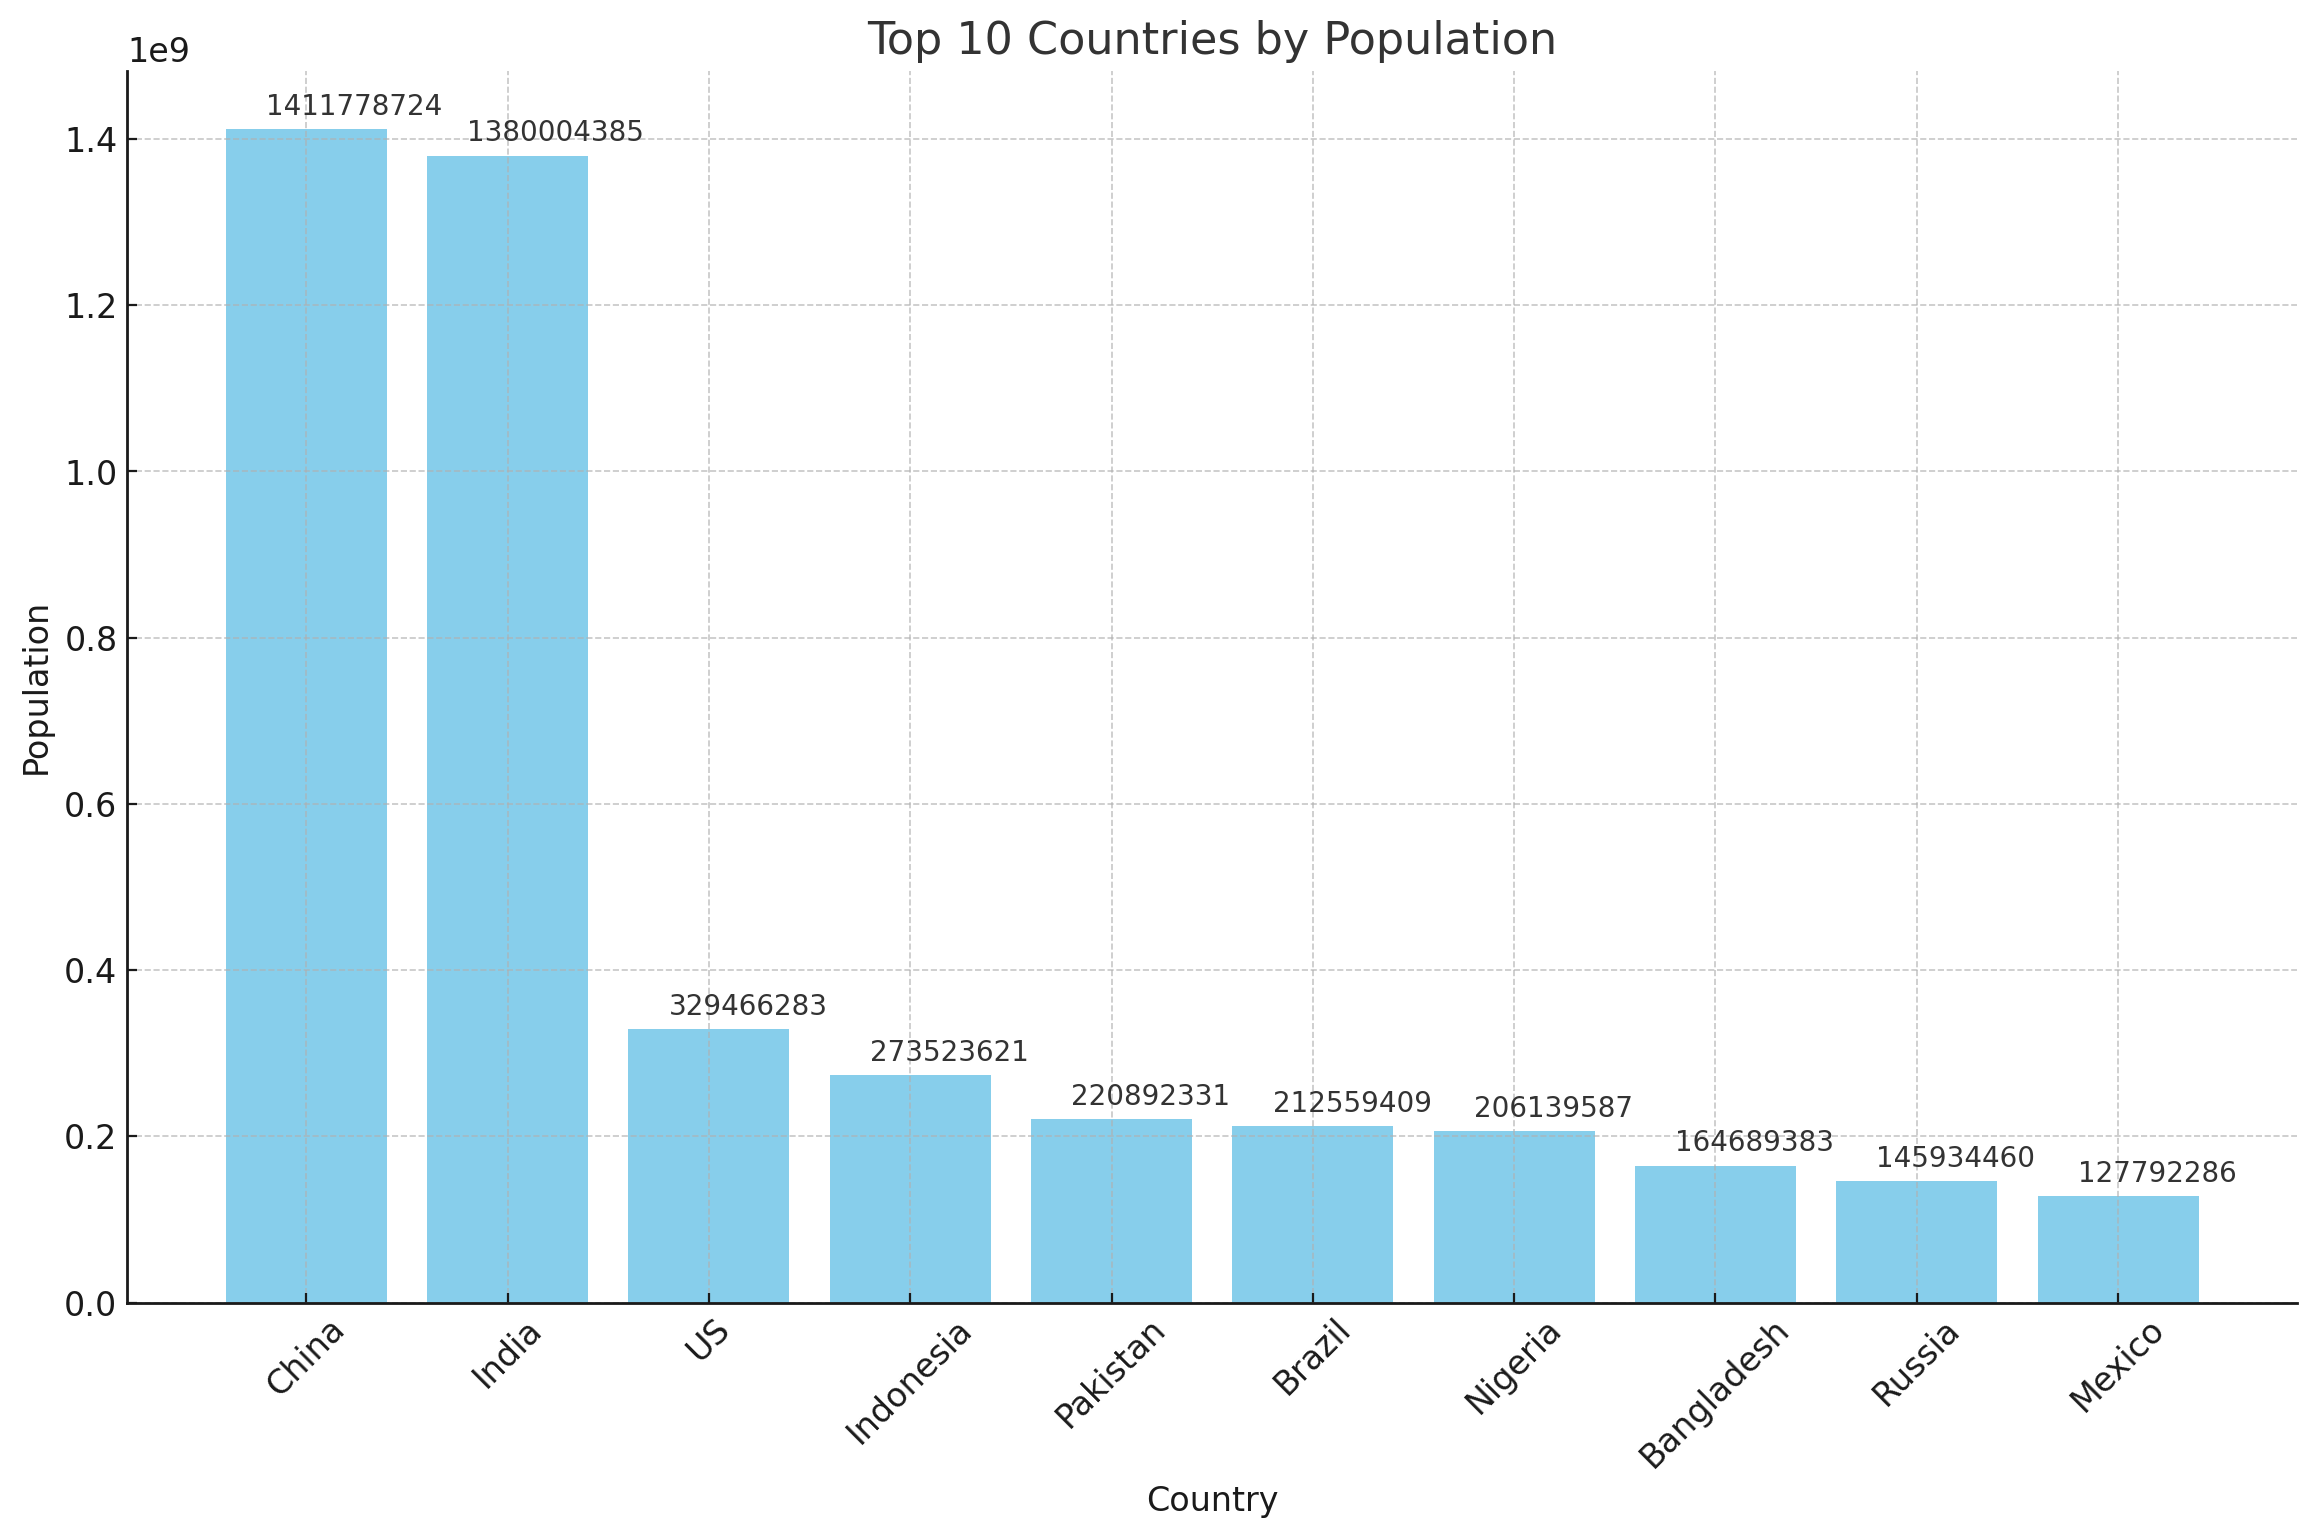 Top 10 Countries by Population
1e9
1411778724
1380004385
329466283
273523621
220892331
212559409
206139587
164689383
145934460
127792286
1.4
1.2
1.0
0.8
0.6
0.4
0.2
0.0
Population
China
India
US
Indonesia
Pakistan
Brazil
Nigeria
Bangladesh
Russia
Mexico
Country